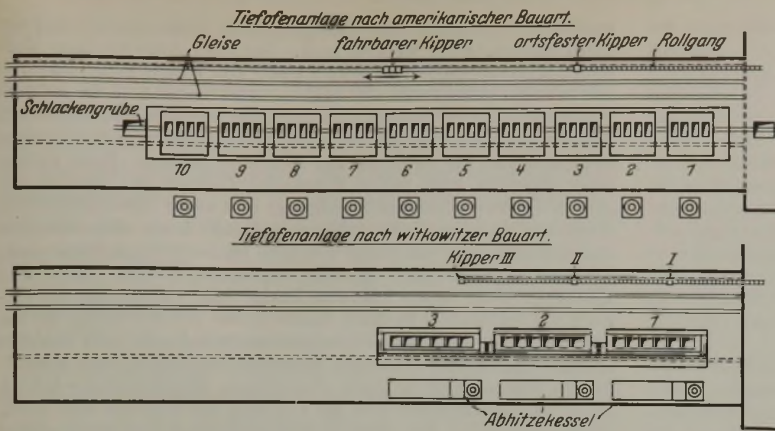 Tiefofenanlage nach amerikanischer Bauart.
Gleise fahrbarer Kipper ortsfester Kipper Rollgang
Schlackengrube
10 9 8 7 6 5 4 3 2 1
Tiefofenanlage nach witkowitzer Bauart.
Kipper III II I
3 2 1
Abhitzekessel